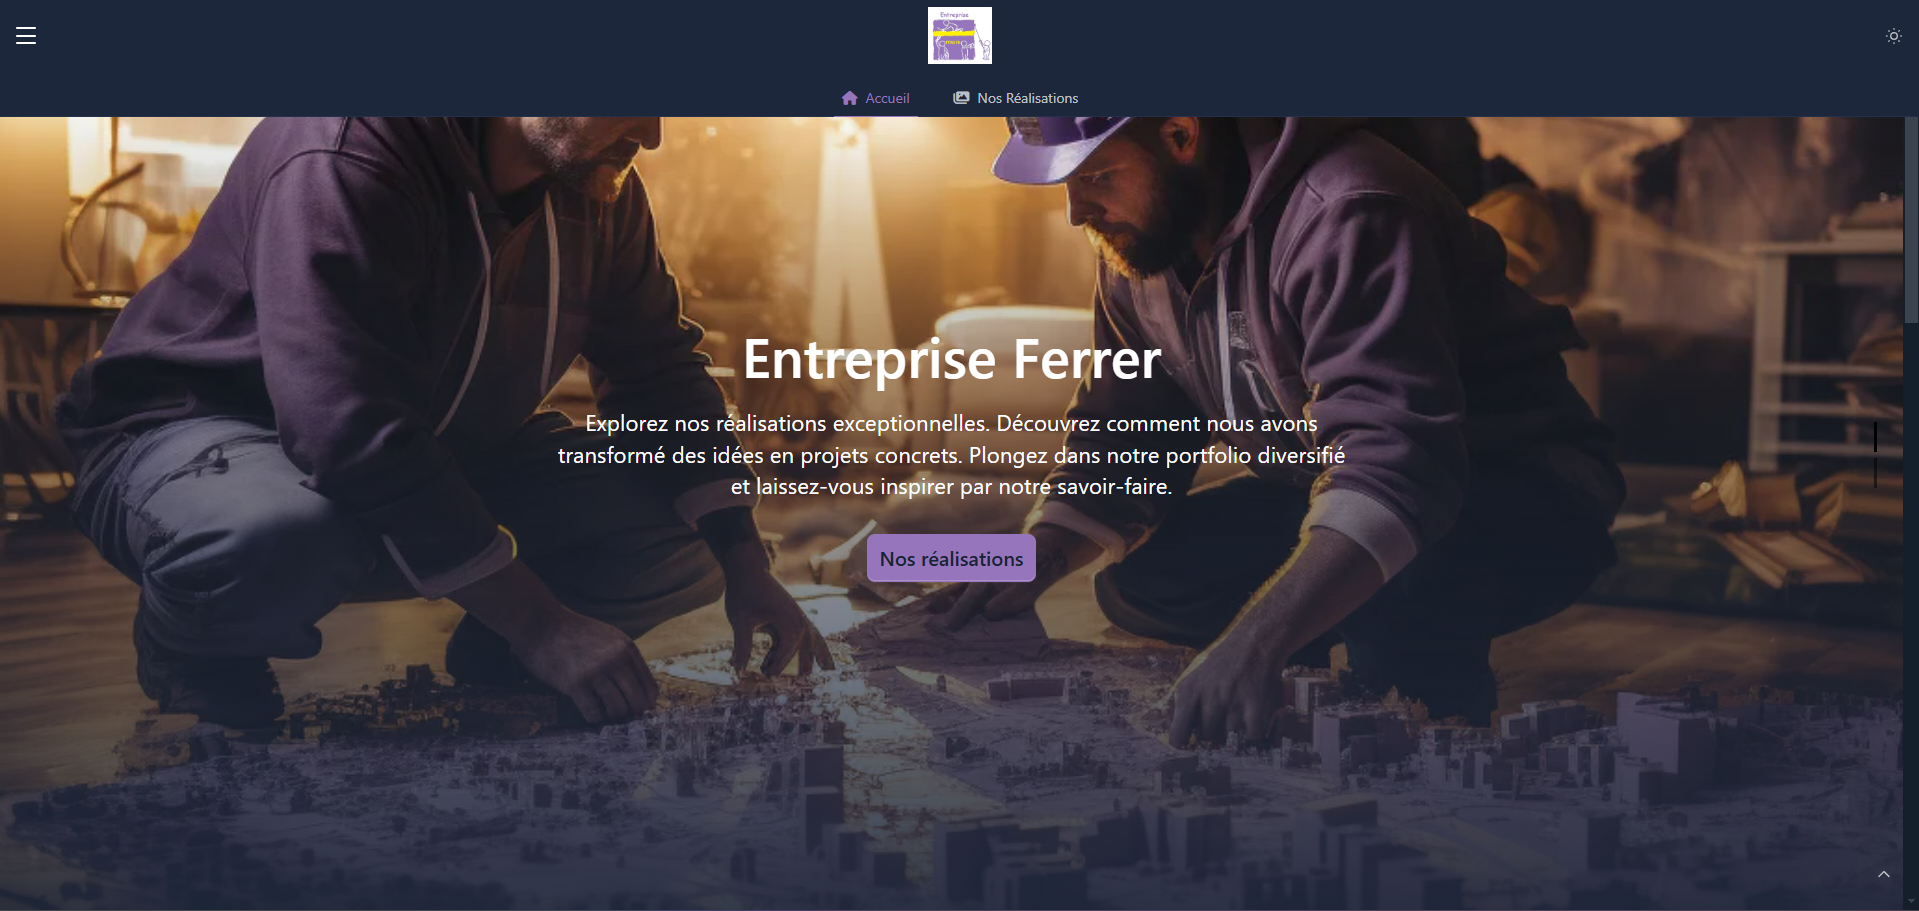 Entreprise
Accueil
Nos Réalisations
Entreprise Ferrer
Explorez nos réalisations exceptionnelles. Découvrez comment nous avons
transformé des idées en projets concrets. Plongez dans notre portfolio diversifié
et laissez-vous inspirer par notre savoir-faire.
Nos réalisations